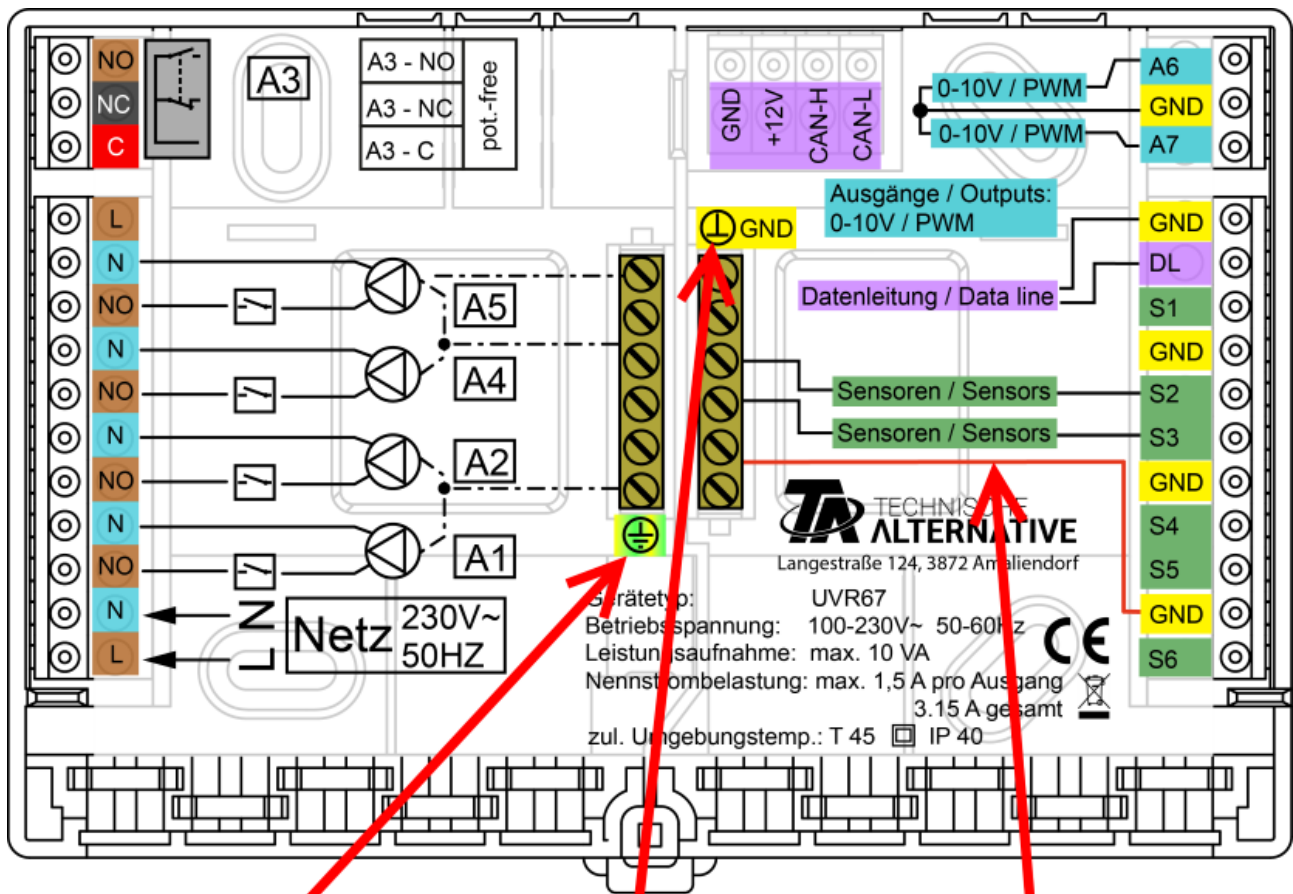 NO
NC
C
A3
A3 - NO
A3 - NC
A3 - C
pot.-free
GND
+12V
CAN-H
CAN-L
0-10V / PWM
0-10V / PWM
A6
GND
A7
Ausgänge / Outputs:
0-10V / PWM
GND
L
N
NO
N
NO
N
NO
N
NO
N
L
A5
A4
A2
A1
N
L
Netz
230V~
50HZ
Datenleitung / Data line
Sensoren / Sensors
Sensoren / Sensors
GND
DL
S1
GND
S2
S3
GND
S4
S5
GND
S6
TA TECHNISCHE
ALTERNATIVE
Langestraße 124, 3872 Amaliendorf
Gerätetyp: UVR67
Betriebsspannung: 100-230V~ 50-60Hz
Leistungsaufnahme: max. 10 VA
Nennstrombelastung: max. 1,5 A pro Ausgang
3.15 A gesamt
zul. Umgebungstemp.: T 45 IP 40
CE